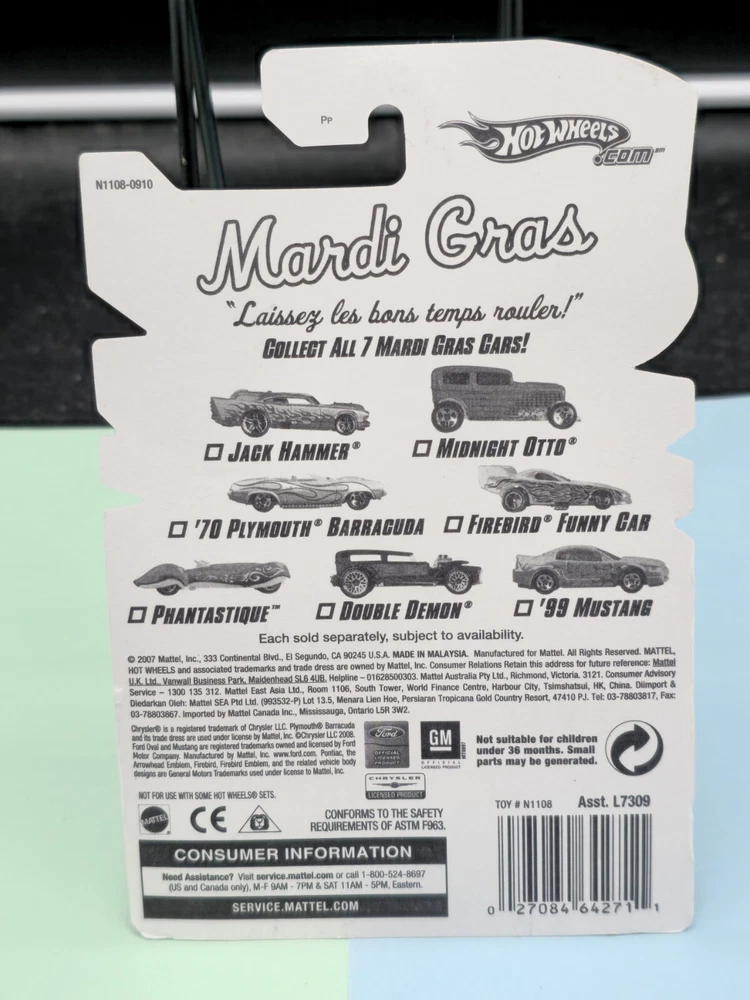 Pp
HOT WHEELS
.COM℠
N1108-0910
Mardi Gras
"Laissez les bons temps rouler!"
COLLECT ALL 7 MARDI GRAS CARS!
☐ JACK HAMMER®
☐ MIDNIGHT OTTO®
☐ '70 PLYMOUTH® BARRACUDA
☐ FIREBIRD® FUNNY CAR
☐ PHANTASTIQUE™
☐ DOUBLE DEMON®
☐ '99 MUSTANG
Each sold separately, subject to availability.
© 2007 Mattel, Inc., 333 Continental Blvd., El Segundo, CA 90245 U.S.A. MADE IN MALAYSIA. Manufactured for Mattel. All Rights Reserved. MATTEL,
HOT WHEELS and associated trademarks and trade dress are owned by Mattel, Inc. Consumer Relations Retain this address for future reference: Mattel
U.K. Ltd., Vanwall Business Park, Maidenhead SL6 4UB. Helpline – 01628500303. Mattel Australia Pty Ltd., Richmond, Victoria. 3121. Consumer Advisory
Service – 1300 135 312. Mattel East Asia Ltd., Room 1106, South Tower, World Finance Centre, Harbour City, Tsimshatsui, HK, China. Diimport &
Diedarkan Oleh: Mattel SEA Ptd Ltd. (993532-P) Lot 13.5, Menara Lien Hoe, Persiaran Tropicana Golf Country Resort, 47410 PJ. Tel: 03-78803817, Fax:
03-78803867. Imported by Mattel Canada Inc., Mississauga, Ontario L5R 3W2.
Chrysler® is a registered trademark of Chrysler LLC. Plymouth® Barracuda
and its trade dress are used under license by Mattel, Inc. ©Chrysler LLC 2008.
Ford Oval and Mustang are registered trademarks owned and licensed by Ford
Motor Company. Manufactured by Mattel, Inc. www.ford.com. Pontiac, the
Arrowhead Emblem, Firebird, Firebird Emblem, and the related vehicle body
designs are General Motors Trademarks used under license to Mattel, Inc.
Ford
OFFICIAL
LICENSED
PRODUCT
GM
OFFICIAL
LICENSED PRODUCT
CHRYSLER
LICENSED PRODUCT
Not suitable for children
under 36 months. Small
parts may be generated.
NOT FOR USE WITH SOME HOT WHEELS® SETS.
MATTEL
CE
CONFORMS TO THE SAFETY
REQUIREMENTS OF ASTM F963.
TOY # N1108
Asst. L7309
CONSUMER INFORMATION
Need Assistance? Visit service.mattel.com or call 1-800-524-8697
(US and Canada only), M-F 9AM - 7PM & SAT 11AM - 5PM, Eastern.
SERVICE.MATTEL.COM
0 27084 64271 1